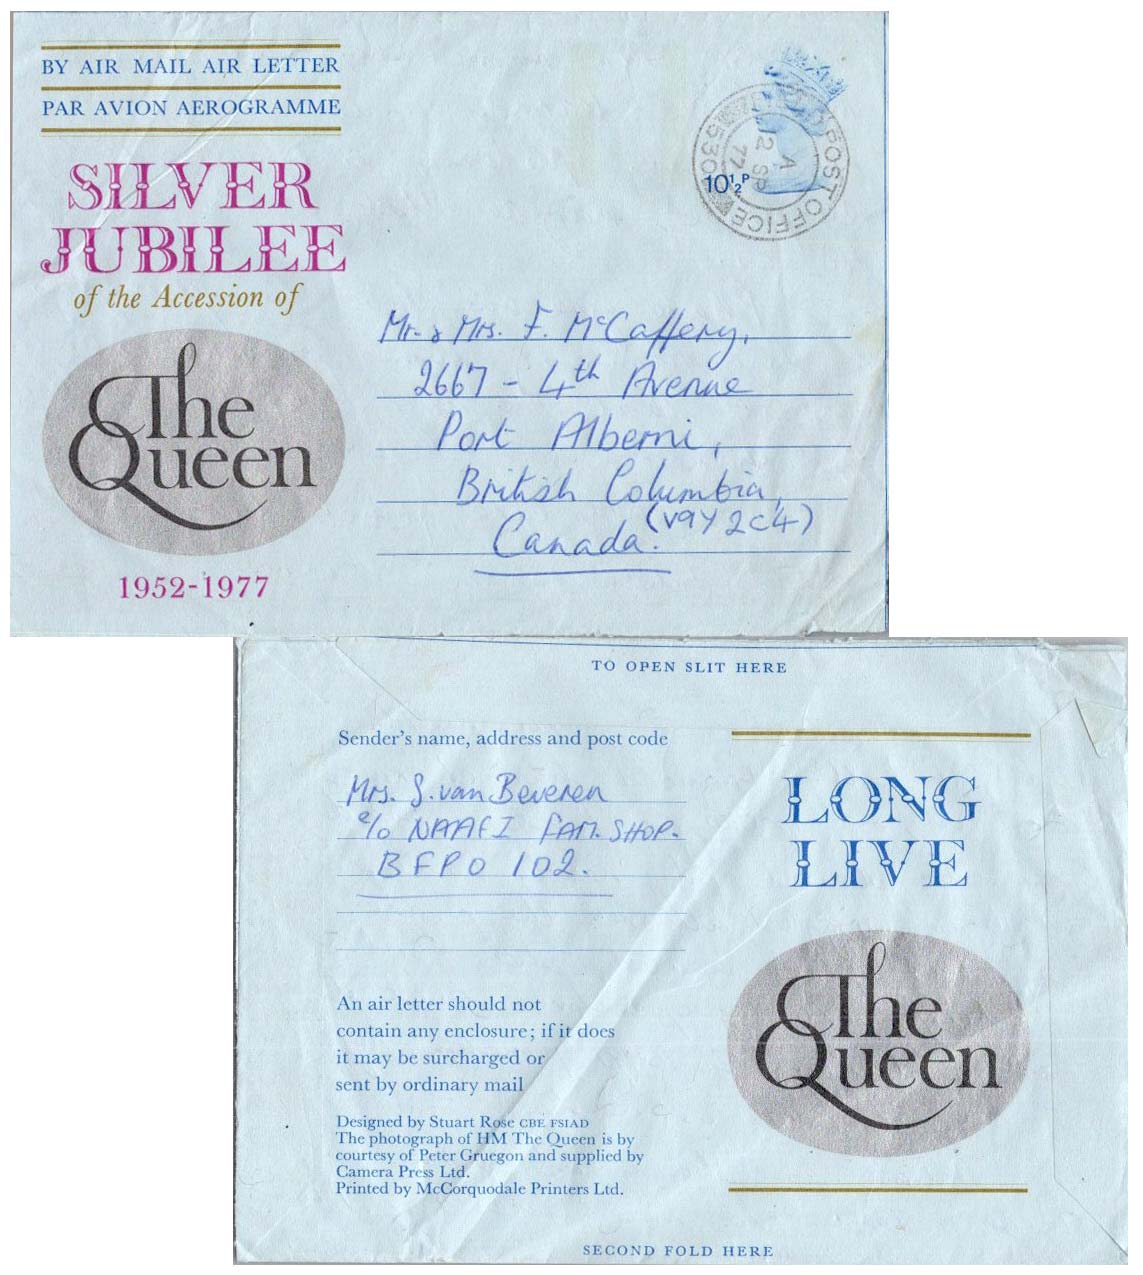 BY AIR MAIL AIR LETTER
PAR AVION AEROGRAMME
SILVER
JUBILEE
of the Accession of
The
Queen
1952-1977
10½P
FIELD POST OFFICE
530
A
2 SP
77
Mr. & Mrs. F. McCaffery,
2667 - 4th Avenue
Port Alberni,
British Columbia,
Canada. (V9Y 2C4)
TO OPEN SLIT HERE
Sender's name, address and post code
Mrs. S. van Beveren
c/o NAAFI FAM. SHOP.
BFPO 102.
An air letter should not
contain any enclosure; if it does
it may be surcharged or
sent by ordinary mail
Designed by Stuart Rose CBE FSIAD
The photograph of HM The Queen is by
courtesy of Peter Gruegon and supplied by
Camera Press Ltd.
Printed by McCorquodale Printers Ltd.
LONG
LIVE
The
Queen
SECOND FOLD HERE